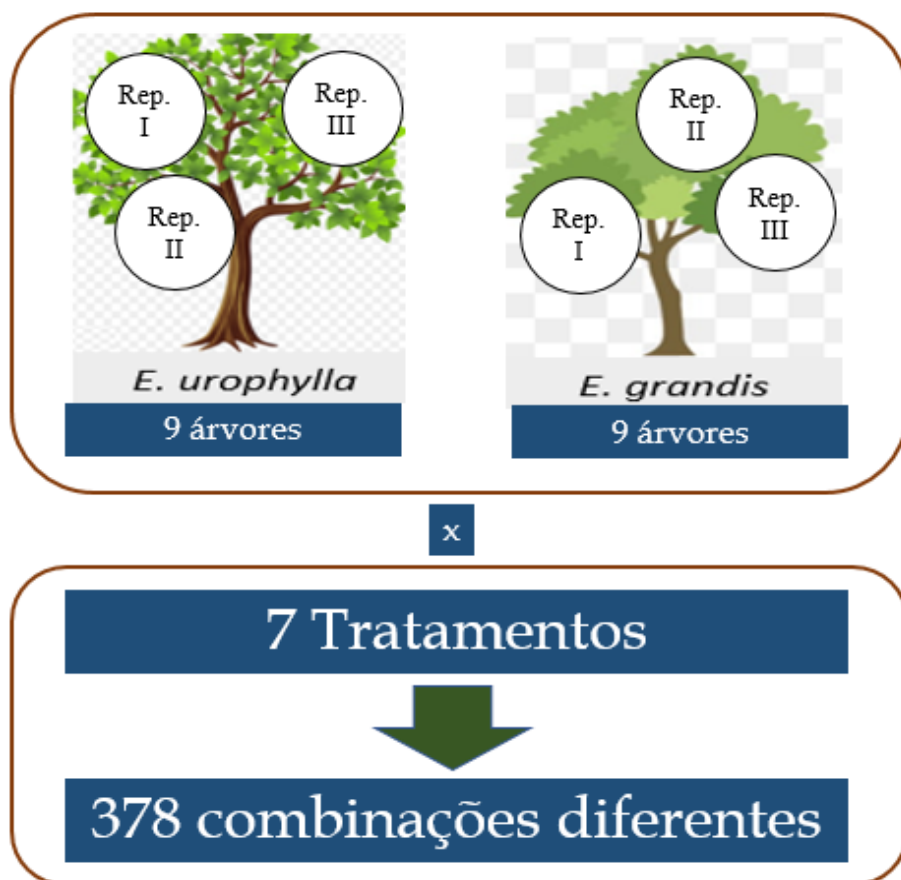 Rep.
I
Rep.
III
Rep.
II
E. urophylla
9 árvores
Rep.
II
Rep.
III
Rep.
I
E. grandis
9 árvores
x
7 Tratamentos
378 combinações diferentes